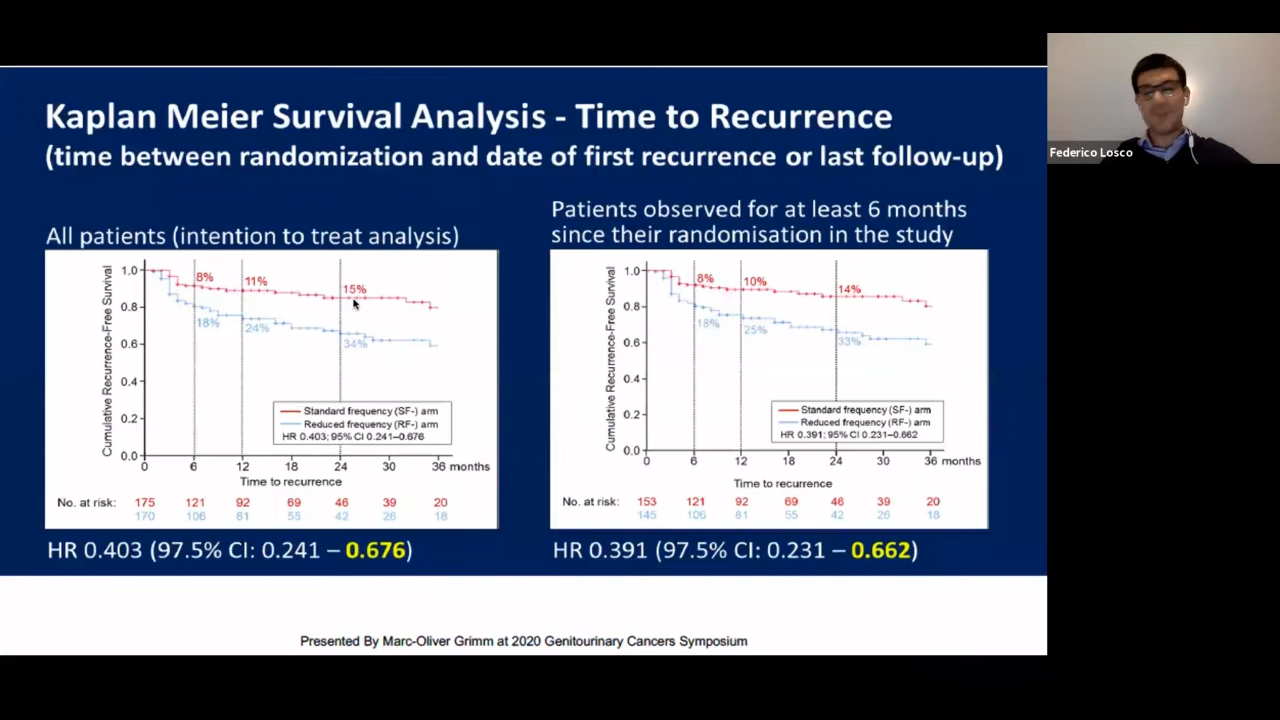 Kaplan Meier Survival Analysis - Time to Recurrence
(time between randomization and date of first recurrence or last follow-up)
Federico Losco
All patients (intention to treat analysis)
Cumulative Recurrence-Free Survival
1.0
0.8
0.6
0.4
0.2
0.0
8%
11%
15%
18%
24%
34%
Standard frequency (SF-) arm
Reduced frequency (RF-) arm
HR 0.403; 95% CI 0.241–0.676
0 6 12 18 24 30 36 months
Time to recurrence
No. at risk: 175 121 92 69 46 39 20
170 106 81 55 42 26 18
HR 0.403 (97.5% CI: 0.241 – 0.676)
Patients observed for at least 6 months
since their randomisation in the study
Cumulative Recurrence-Free Survival
1.0
0.8
0.6
0.4
0.2
0.0
8%
10%
14%
18%
25%
33%
Standard frequency (SF-) arm
Reduced frequency (RF-) arm
HR 0.391; 95% CI 0.231–0.662
0 6 12 18 24 30 36 months
Time to recurrence
No. at risk: 153 121 92 69 46 39 20
145 106 81 55 42 26 18
HR 0.391 (97.5% CI: 0.231 – 0.662)
Presented By Marc-Oliver Grimm at 2020 Genitourinary Cancers Symposium